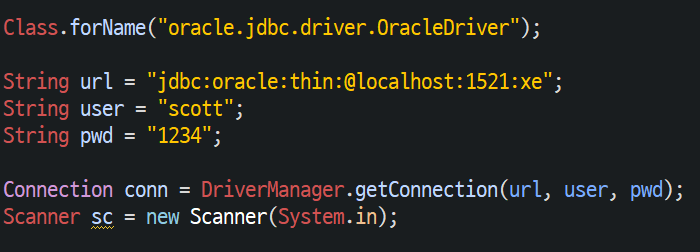 Class.forName("oracle.jdbc.driver.OracleDriver");
String url = "jdbc:oracle:thin:@localhost:1521:xe";
String user = "scott";
String pwd = "1234";
Connection conn = DriverManager.getConnection(url, user, pwd);
Scanner sc = new Scanner(System.in);